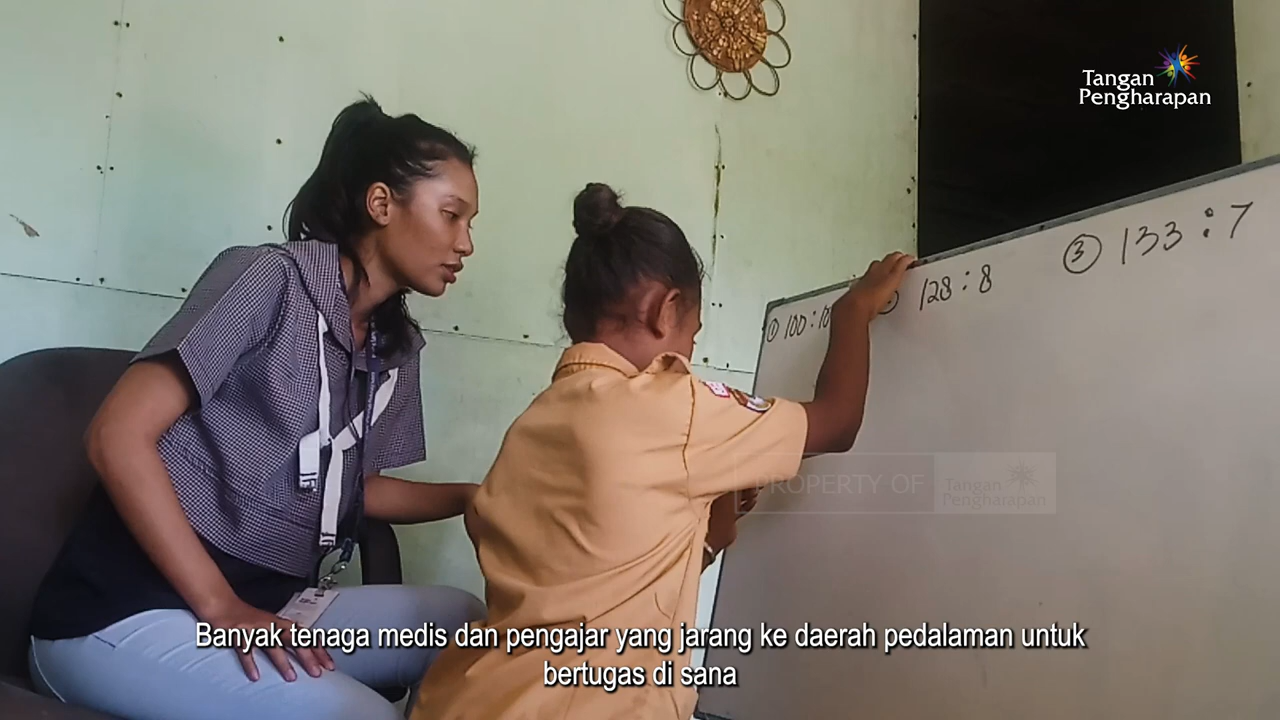 Tangan
Pengharapan
① 100:10
128:8
③ 133:7
PROPERTY OF Tangan Pengharapan
Banyak tenaga medis dan pengajar yang jarang ke daerah pedalaman untuk
bertugas di sana